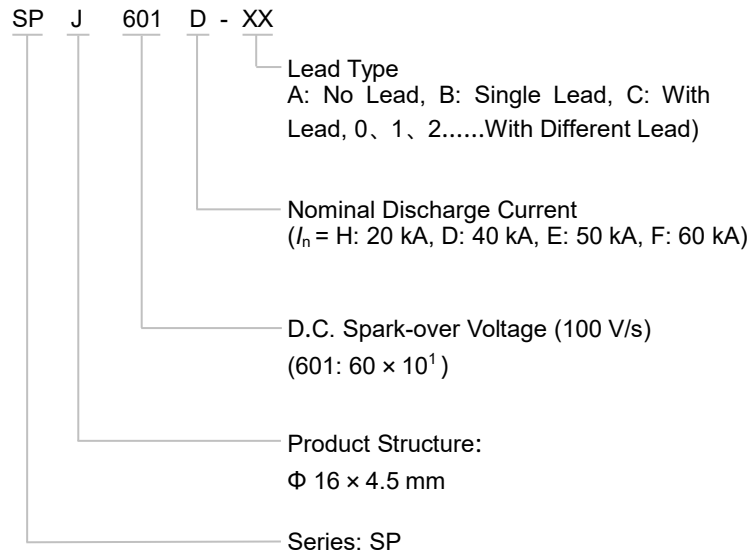 SP J 601 D - XX
Lead Type
A: No Lead, B: Single Lead, C: With
Lead, 0、1、2......With Different Lead)
Nominal Discharge Current
(Iₙ = H: 20 kA, D: 40 kA, E: 50 kA, F: 60 kA)
D.C. Spark-over Voltage (100 V/s)
(601: 60 × 10¹ )
Product Structure:
Φ 16 × 4.5 mm
Series: SP